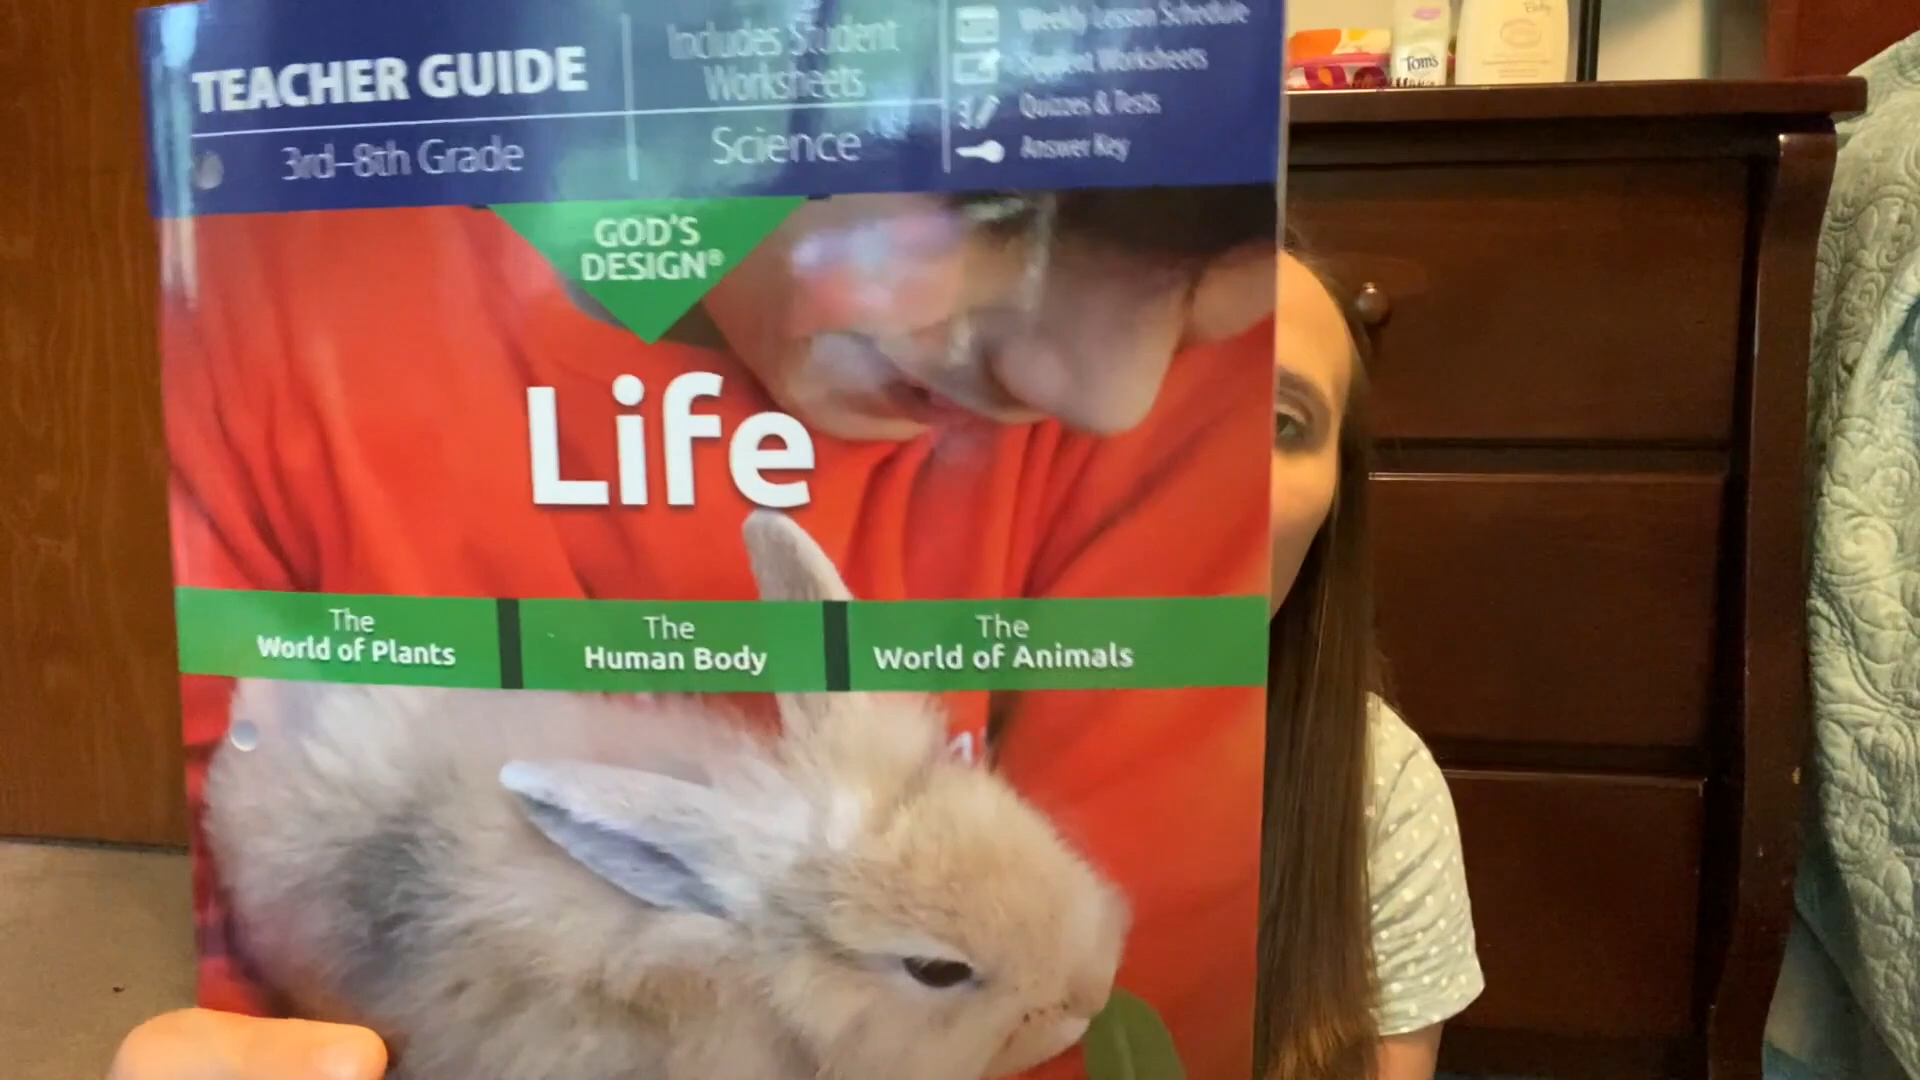 TEACHER GUIDE
3rd–8th Grade
Includes Student
Worksheets
Science
Weekly Lesson Schedule
Student Worksheets
Quizzes & Tests
Answer Key
GOD'S
DESIGN®
Life
The
World of Plants
The
Human Body
The
World of Animals
Tom's
Baby